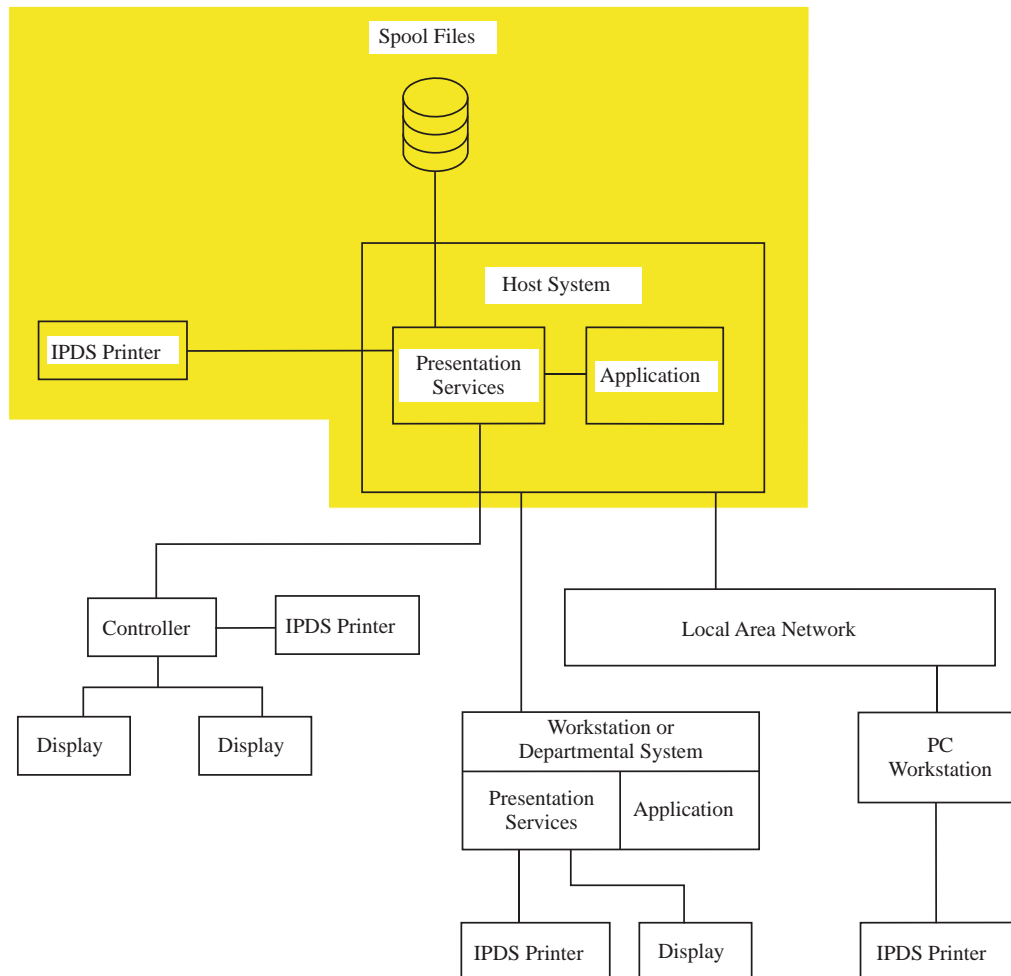 Spool Files
Host System
IPDS Printer
Presentation
Services
Application
Controller
IPDS Printer
Local Area Network
Display
Display
Workstation or
Departmental System
PC
Workstation
Presentation
Services
Application
IPDS Printer
Display
IPDS Printer